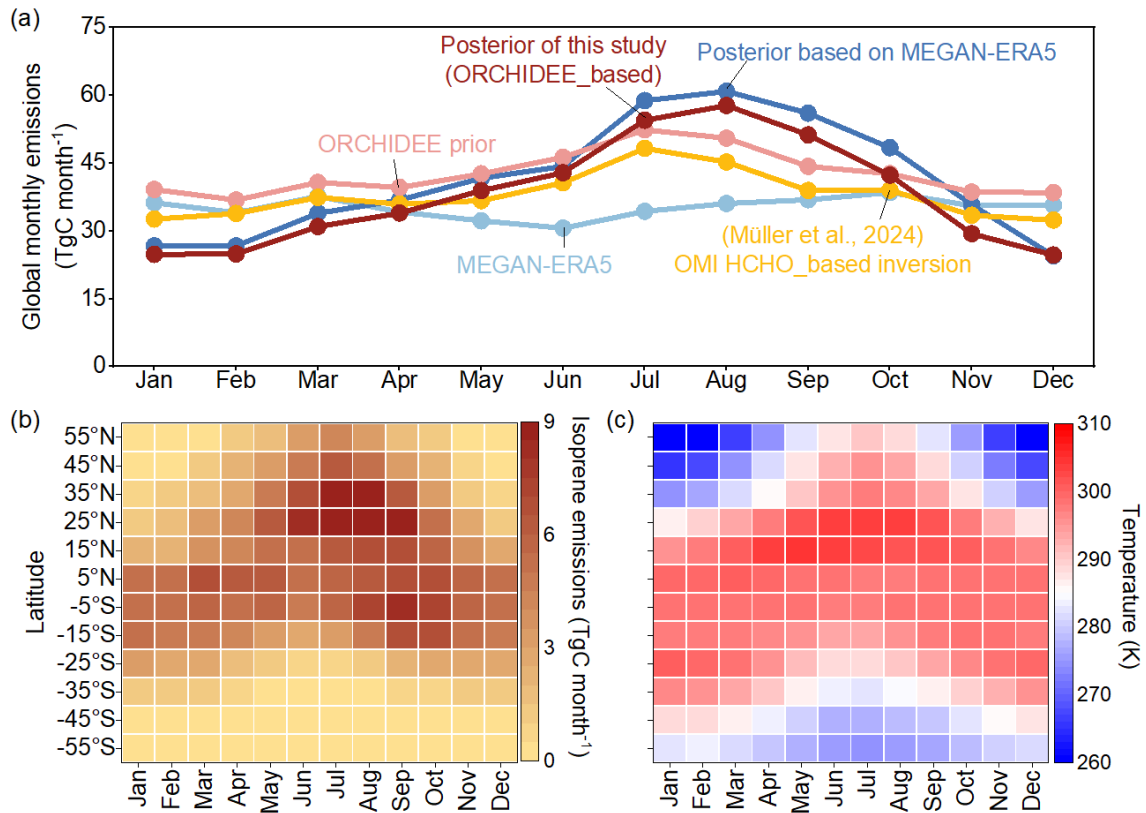 (a)
Global monthly emissions
(TgC month-1)
75
60
45
30
15
0
Posterior of this study
(ORCHIDEE_based)
Posterior based on MEGAN-ERA5
ORCHIDEE prior
MEGAN-ERA5
(Müller et al., 2024)
OMI HCHO_based inversion
Jan Feb Mar Apr May Jun Jul Aug Sep Oct Nov Dec
(b)
Latitude
55°N
45°N
35°N
25°N
15°N
5°N
-5°S
-15°S
-25°S
-35°S
-45°S
-55°S
Jan Feb Mar Apr May Jun Jul Aug Sep Oct Nov Dec
9
6
3
0
Isoprene emissions (TgC month-1)
(c)
Jan Feb Mar Apr May Jun Jul Aug Sep Oct Nov Dec
310
300
290
280
270
260
Temperature (K)